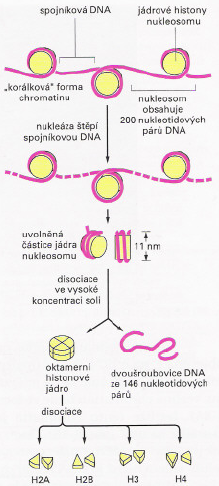 spojníková DNA
jádrové histony
nukleosomu
„korálková" forma
chromatinu
nukleosom
obsahuje
200 nukleotidových
párů DNA
nukleáza štěpí
spojníkovou DNA
uvolněná
částice jádra
nukleosomu
11 nm
disociace
ve vysoké
koncentraci soli
oktamerní
histonové
jádro
dvoušroubovice DNA
ze 146 nukleotidových
párů
disociace
H2A
H2B
H3
H4